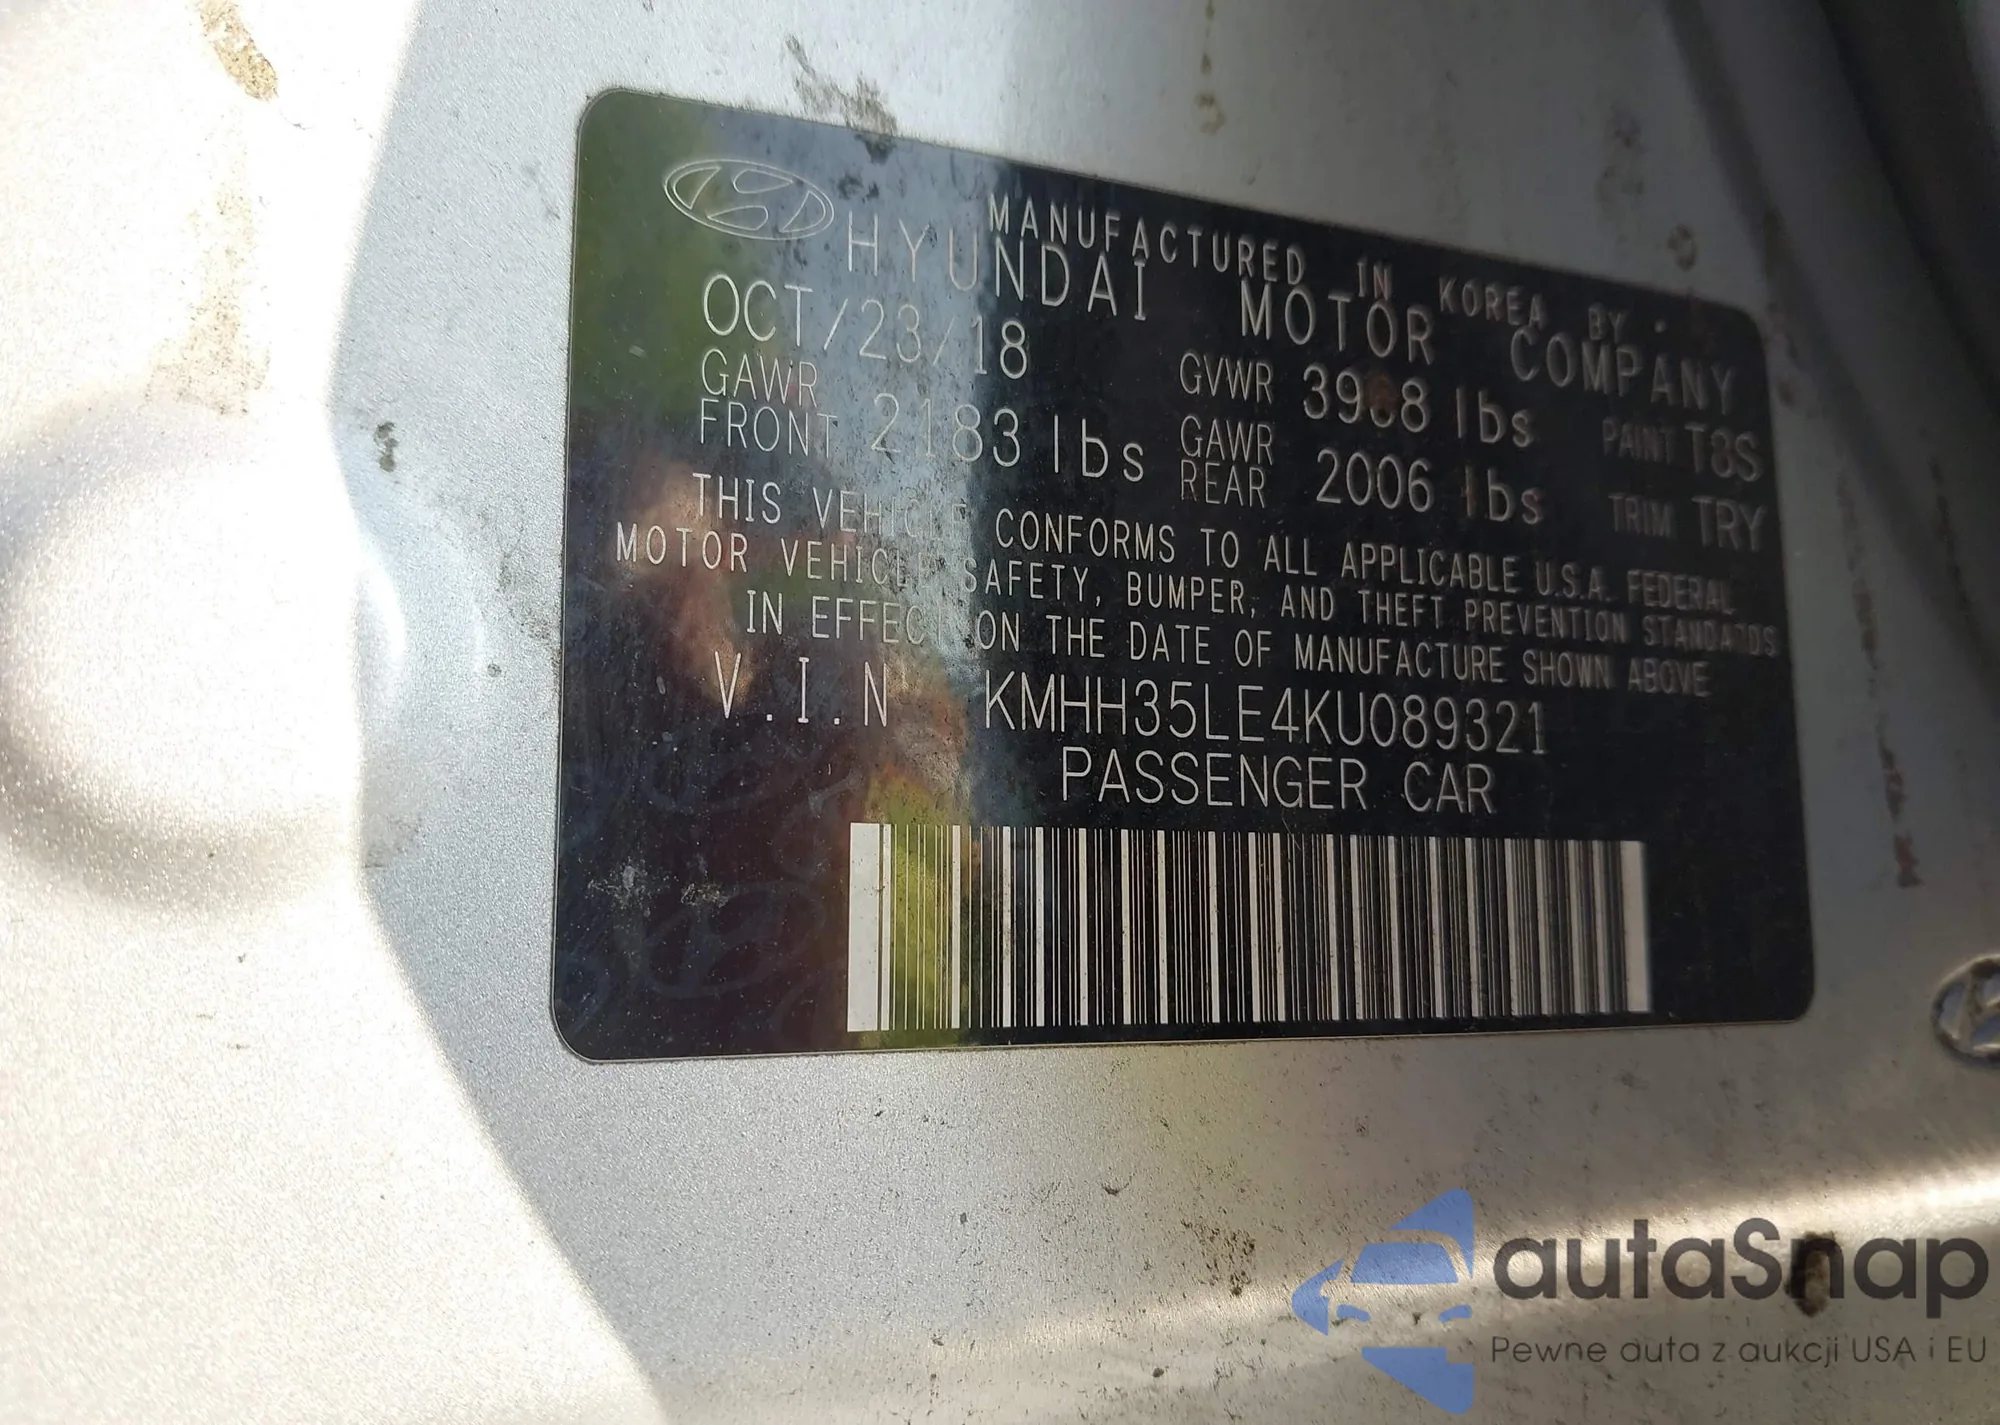 MANUFACTURED IN KOREA BY
HYUNDAI MOTOR COMPANY
OCT/23/18
GAWR FRONT 2183 lbs
GVWR 3968 lbs
GAWR REAR 2006 lbs
PAINT T8S
TRIM TRY
THIS VEHICLE CONFORMS TO ALL APPLICABLE U.S.A. FEDERAL
MOTOR VEHICLE SAFETY, BUMPER, AND THEFT PREVENTION STANDARDS
IN EFFECT ON THE DATE OF MANUFACTURE SHOWN ABOVE
V.I.N KMHH35LE4KU089321
PASSENGER CAR
autaSnap
Pewne auta z aukcji USA i EU